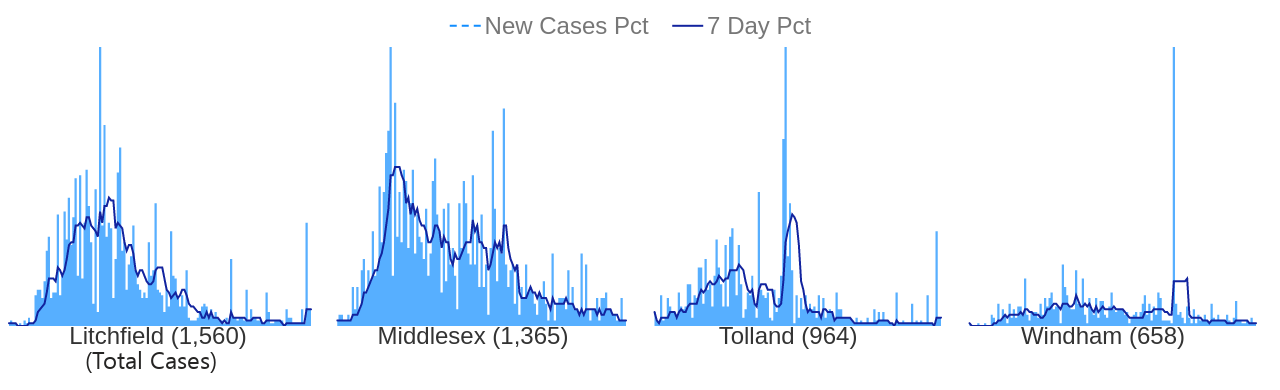 New Cases Pct 7 Day Pct
Litchfield (1,560) Middlesex (1,365) Tolland (964) Windham (658)
(Total Cases)